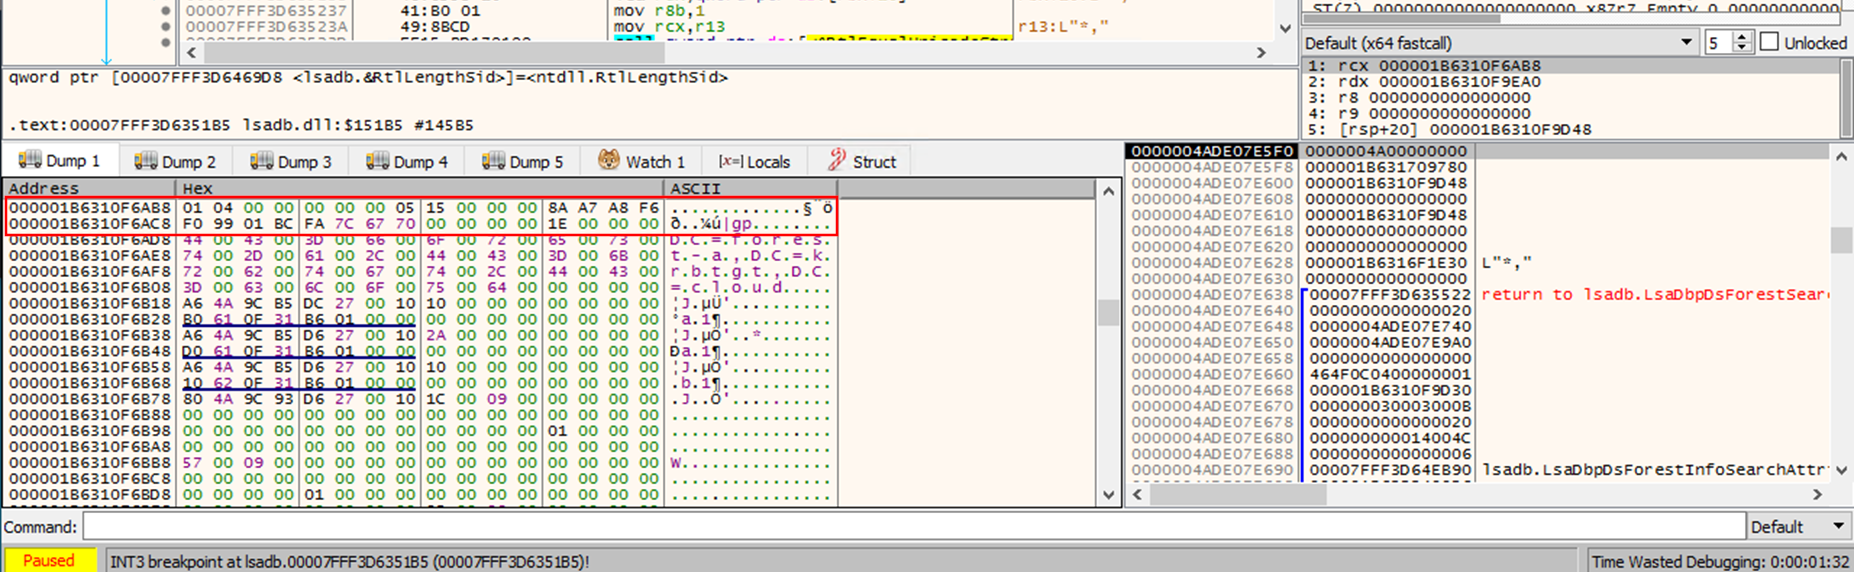 00007FFF3D635237 41:B0 01 mov r8b,1
00007FFF3D63523A 49:8BCD mov rcx,r13 r13:L"*,"
qword ptr [00007FFF3D6469D8 <lsadb.&RtlLengthSid>]=<ntdll.RtlLengthSid>
.text:00007FFF3D6351B5 lsadb.dll:$151B5 #145B5
Default (x64 fastcall) 5 Unlocked
1: rcx 000001B6310F6AB8
2: rdx 000001B6310F9EA0
3: r8 0000000000000000
4: r9 0000000000000000
5: [rsp+20] 000001B6310F9D48
Dump 1 Dump 2 Dump 3 Dump 4 Dump 5 Watch 1 [x=] Locals Struct
Address Hex ASCII
000001B6310F6AB8 01 04 00 00 00 00 00 05 15 00 00 00 8A A7 A8 F6 .............§¨ö
000001B6310F6AC8 F0 99 01 BC FA 7C 67 70 00 00 00 00 1E 00 00 00 ð..¼ú|gp........
000001B6310F6AD8 44 00 43 00 3D 00 66 00 6F 00 72 00 65 00 73 00 D.C.=.f.o.r.e.s.
000001B6310F6AE8 74 00 2D 00 61 00 2C 00 44 00 43 00 3D 00 6B 00 t.-.a.,.D.C.=.k.
000001B6310F6AF8 72 00 62 00 74 00 67 00 74 00 2C 00 44 00 43 00 r.b.t.g.t.,.D.C.
000001B6310F6B08 3D 00 63 00 6C 00 6F 00 75 00 64 00 00 00 00 00 =.c.l.o.u.d.....
000001B6310F6B18 A6 4A 9C B5 DC 27 00 10 10 00 00 00 00 00 00 00 ¦J.µÜ'..........
000001B6310F6B28 B0 61 0F 31 B6 01 00 00 00 00 00 00 00 00 00 00 °a.1¶...........
000001B6310F6B38 A6 4A 9C B5 D6 27 00 10 2A 00 00 00 00 00 00 00 ¦J.µÖ'..*.......
000001B6310F6B48 D0 61 0F 31 B6 01 00 00 00 00 00 00 00 00 00 00 Ða.1¶...........
000001B6310F6B58 A6 4A 9C B5 D6 27 00 10 10 00 00 00 00 00 00 00 ¦J.µÖ'..........
000001B6310F6B68 10 62 0F 31 B6 01 00 00 00 00 00 00 00 00 00 00 .b.1¶...........
000001B6310F6B78 80 4A 9C 93 D6 27 00 10 1C 00 09 00 00 00 00 00 .J..Ö'..........
000001B6310F6B88 00 00 00 00 00 00 00 00 00 00 00 00 00 00 00 00 ................
000001B6310F6B98 00 00 00 00 00 00 00 00 00 00 00 00 01 00 00 00 ................
000001B6310F6BA8 00 00 00 00 00 00 00 00 00 00 00 00 00 00 00 00 ................
000001B6310F6BB8 57 00 09 00 00 00 00 00 00 00 00 00 00 00 00 00 W...............
000001B6310F6BC8 00 00 00 00 00 00 00 00 00 00 00 00 00 00 00 00 ................
000001B6310F6BD8 00 00 00 00 01 00 00 00 00 00 00 00 00 00 00 00 ................
0000004ADE07E5F0 0000004A00000000
0000004ADE07E5F8 000001B631709780
0000004ADE07E600 000001B6310F9D48
0000004ADE07E608 0000000000000000
0000004ADE07E610 000001B6310F9D48
0000004ADE07E618 0000000000000000
0000004ADE07E620 0000000000000000
0000004ADE07E628 000001B6316F1E30 L"*,"
0000004ADE07E630 0000000000000000
0000004ADE07E638 00007FFF3D635522 return to lsadb.LsaDbpDsForestSear
0000004ADE07E640 0000000000000020
0000004ADE07E648 0000004ADE07E740
0000004ADE07E650 0000004ADE07E9A0
0000004ADE07E658 0000000000000000
0000004ADE07E660 464F0C0400000001
0000004ADE07E668 000001B6310F9D30
0000004ADE07E670 000000030003000B
0000004ADE07E678 0000000000000020
0000004ADE07E680 000000000014004C
0000004ADE07E688 0000000000000006
0000004ADE07E690 00007FFF3D64EB90 lsadb.LsaDbpDsForestInfoSearchAttr
Command: Default
Paused INT3 breakpoint at lsadb.00007FFF3D6351B5 (00007FFF3D6351B5)! Time Wasted Debugging: 0:00:01:32